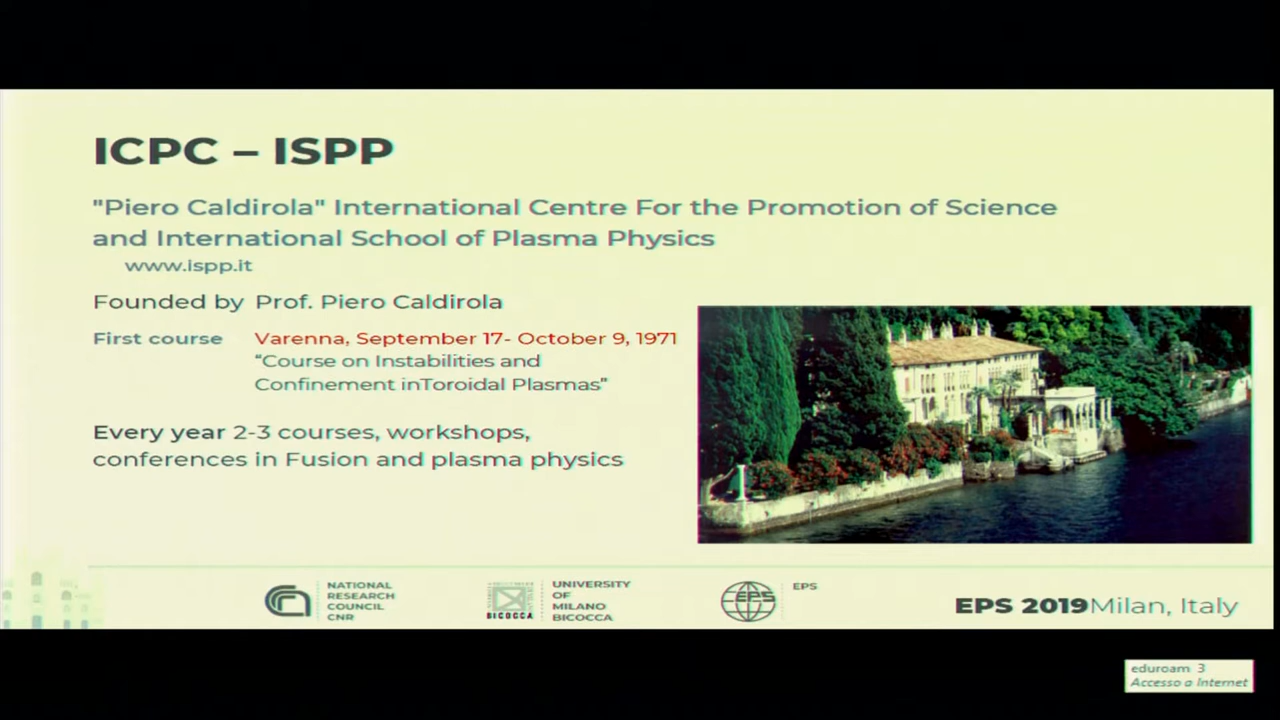 ICPC – ISPP
"Piero Caldirola" International Centre For the Promotion of Science
and International School of Plasma Physics
www.ispp.it
Founded by Prof. Piero Caldirola
First course Varenna, September 17- October 9, 1971
“Course on Instabilities and
Confinement inToroidal Plasmas”
Every year 2-3 courses, workshops,
conferences in Fusion and plasma physics
NATIONAL
RESEARCH
COUNCIL
CNR
BICOCCA
UNIVERSITY
OF
MILANO
BICOCCA
EPS
EPS
EPS 2019Milan, Italy
eduroam 3
Accesso a Internet